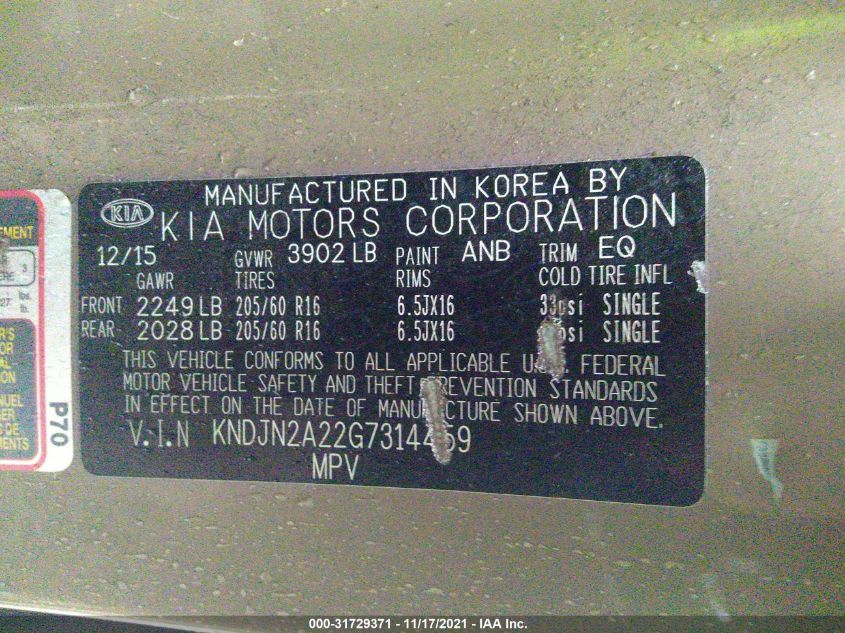 MANUFACTURED IN KOREA BY
KIA KIA MOTORS CORPORATION
12/15 GVWR 3902 LB PAINT ANB TRIM EQ
GAWR TIRES RIMS COLD TIRE INFL
FRONT 2249 LB 205/60 R16 6.5JX16 33psi SINGLE
REAR 2028 LB 205/60 R16 6.5JX16 SINGLE
THIS VEHICLE CONFORMS TO ALL APPLICABLE U.S. FEDERAL
MOTOR VEHICLE SAFETY AND THEFT PREVENTION STANDARDS
IN EFFECT ON THE DATE OF MANUFACTURE SHOWN ABOVE.
V.I.N KNDJN2A22G7314459
MPV
P70
000-31729371 - 11/17/2021 - IAA Inc.